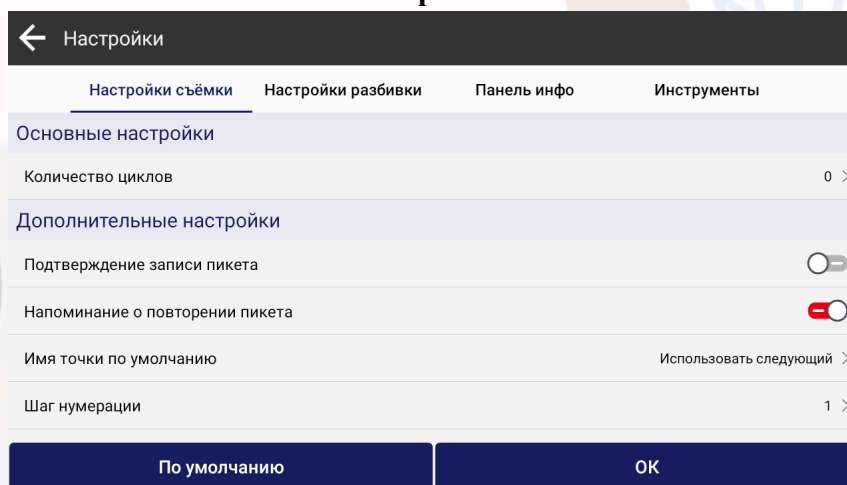 Настройки
Настройки съёмки Настройки разбивки Панель инфо Инструменты
Основные настройки
Количество циклов 0
Дополнительные настройки
Подтверждение записи пикета
Напоминание о повторении пикета
Имя точки по умолчанию Использовать следующий
Шаг нумерации 1
По умолчанию ОК